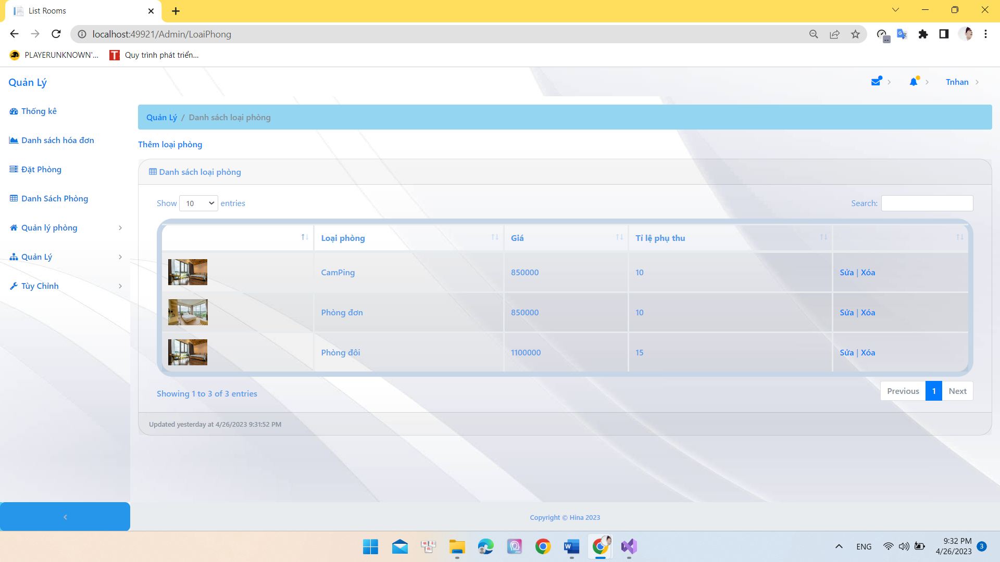 List Rooms
localhost:49921/Admin/LoaiPhong
PLAYERUNKNOWN'... Quy trình phát triển...
Quản Lý
Tnhan
Thống kê
Danh sách hóa đơn
Đặt Phòng
Danh Sách Phòng
Quản lý phòng
Quản Lý
Tùy Chỉnh
Quản Lý / Danh sách loại phòng
Thêm loại phòng
Danh sách loại phòng
Show 10 entries
Search:
Loại phòng Giá Tỉ lệ phụ thu
CamPing 850000 10 Sửa | Xóa
Phòng đơn 850000 10 Sửa | Xóa
Phòng đôi 1100000 15 Sửa | Xóa
Showing 1 to 3 of 3 entries
Previous 1 Next
Updated yesterday at 4/26/2023 9:31:52 PM
Copyright © Hina 2023
ENG
9:32 PM
4/26/2023
3